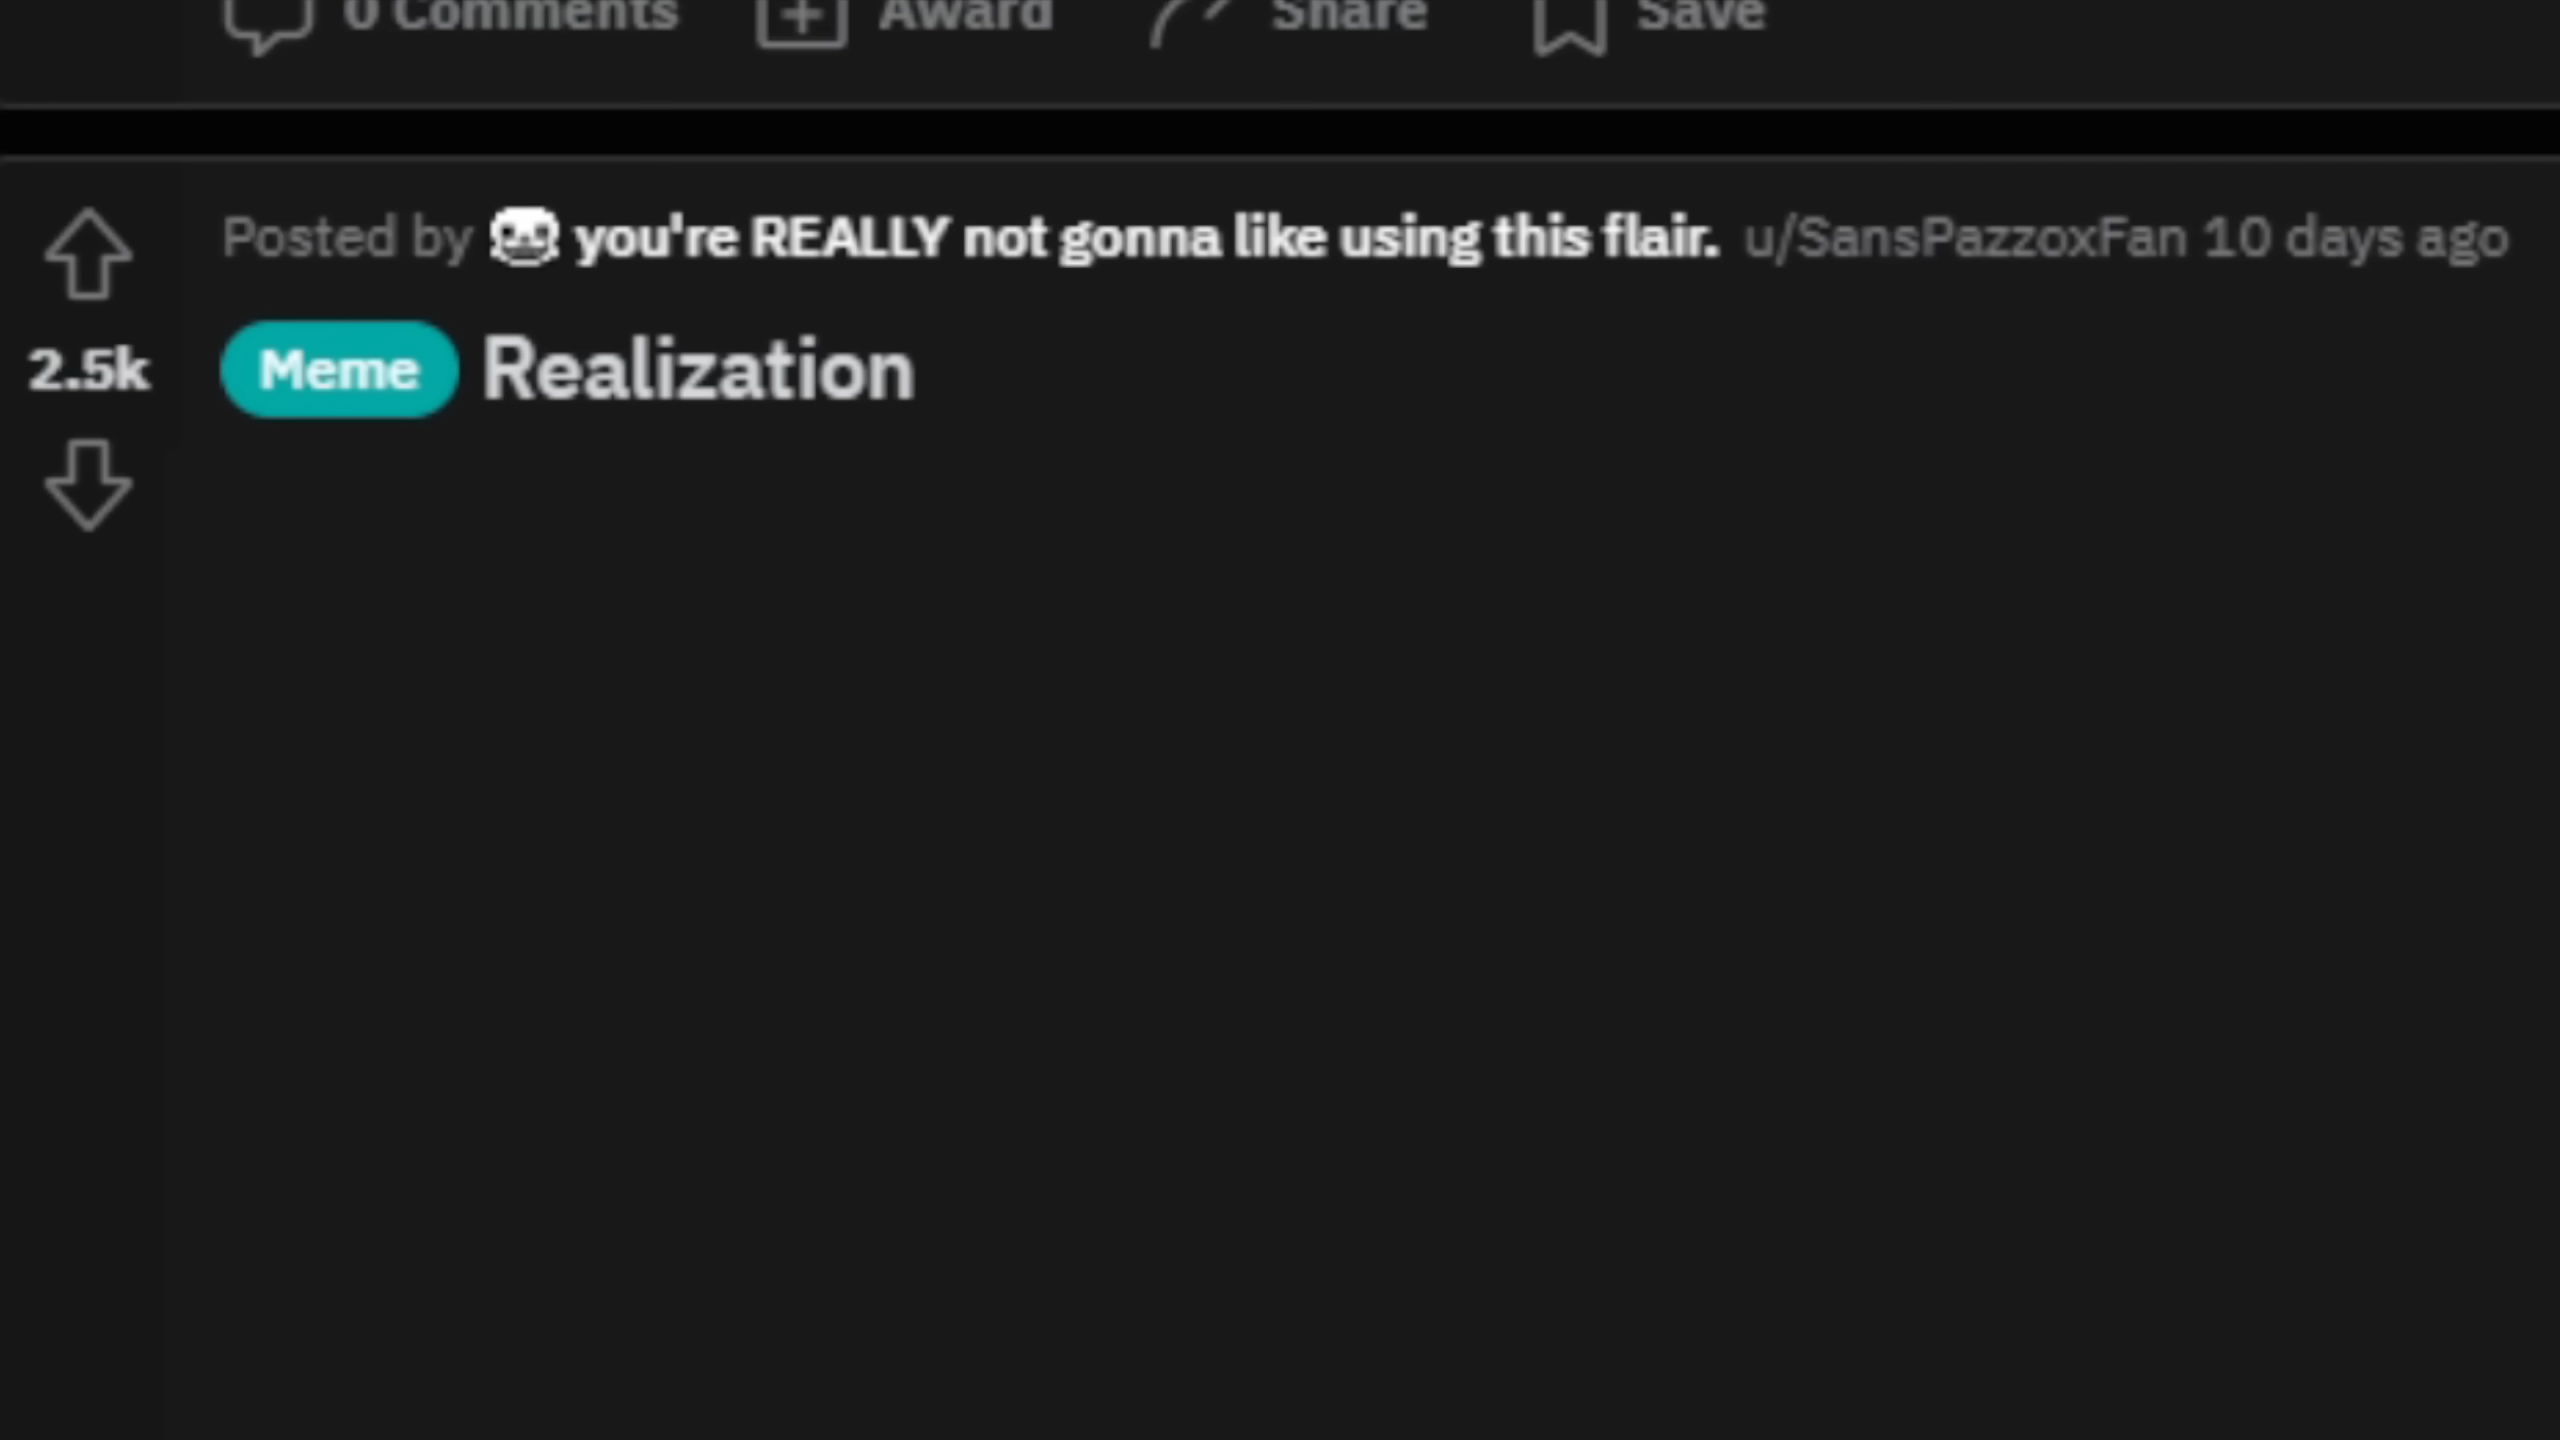 0 Comments Award Share Save
Posted by you're REALLY not gonna like using this flair. u/SansPazzoxFan 10 days ago
2.5k Meme Realization